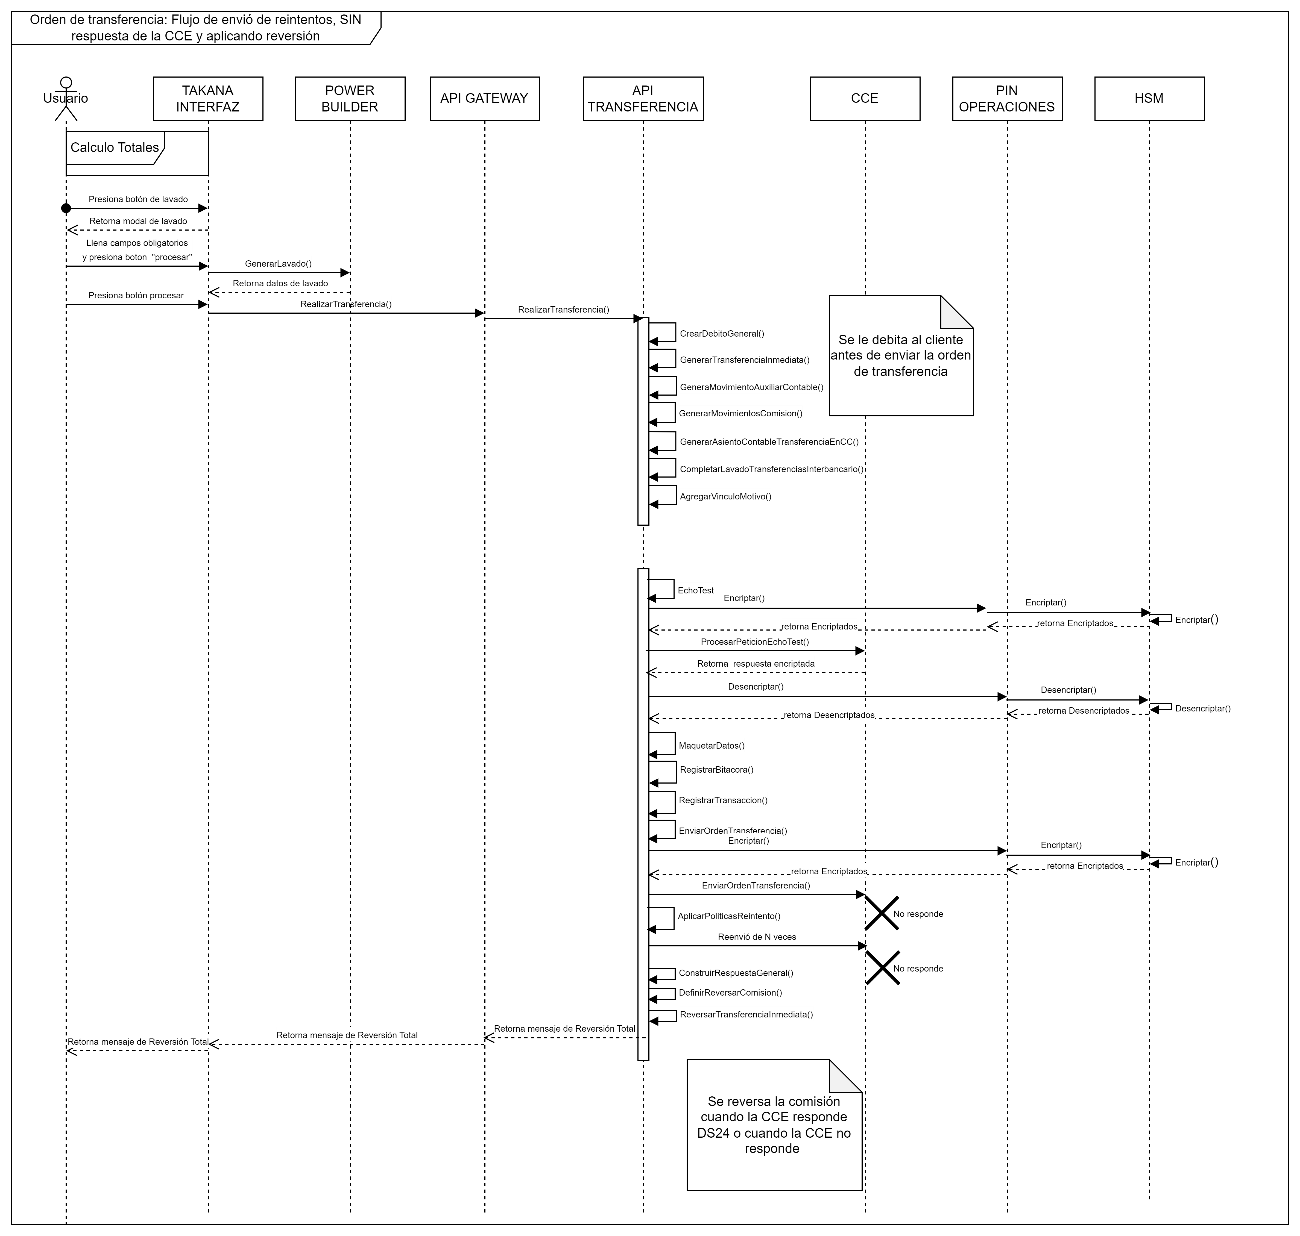 Orden de transferencia: Flujo de envió de reintentos, SIN
respuesta de la CCE y aplicando reversión
Usuario
TAKANA
INTERFAZ
POWER
BUILDER
API GATEWAY
API
TRANSFERENCIA
CCE
PIN
OPERACIONES
HSM
Calculo Totales
Presiona botón de lavado
Retorna modal de lavado
Llena campos obligatorios
y presiona boton "procesar"
GenerarLavado()
Retorna datos de lavado
Presiona botón procesar
RealizarTransferencia()
RealizarTransferencia()
CrearDebitoGeneral()
Se le debita al cliente
antes de enviar la orden
de transferencia
GenerarTransferenciaInmediata()
GeneraMovimientoAuxiliarContable()
GenerarMovimientosComision()
GenerarAsientoContableTransferenciaEnCC()
CompletarLavadoTransferenciasInterbancario()
AgregarVinculoMotivo()
EchoTest
Encriptar()
Encriptar()
Encriptar()
retorna Encriptados
retorna Encriptados
ProcesarPeticionEchoTest()
Retorna respuesta encriptada
Desencriptar()
Desencriptar()
Desencriptar()
retorna Desencriptados
retorna Desencriptados
MaquetarDatos()
RegistrarBitacora()
RegistrarTransaccion()
EnviarOrdenTransferencia()
Encriptar()
Encriptar()
Encriptar()
retorna Encriptados
retorna Encriptados
EnviarOrdenTransferencia()
No responde
AplicarPoliticasReintento()
Reenvió de N veces
No responde
ConstruirRespuestaGeneral()
DefinirReversarComision()
ReversarTransferenciaInmediata()
Retorna mensaje de Reversión Total
Retorna mensaje de Reversión Total
Retorna mensaje de Reversión Total
Se reversa la comisión
cuando la CCE responde
DS24 o cuando la CCE no
responde